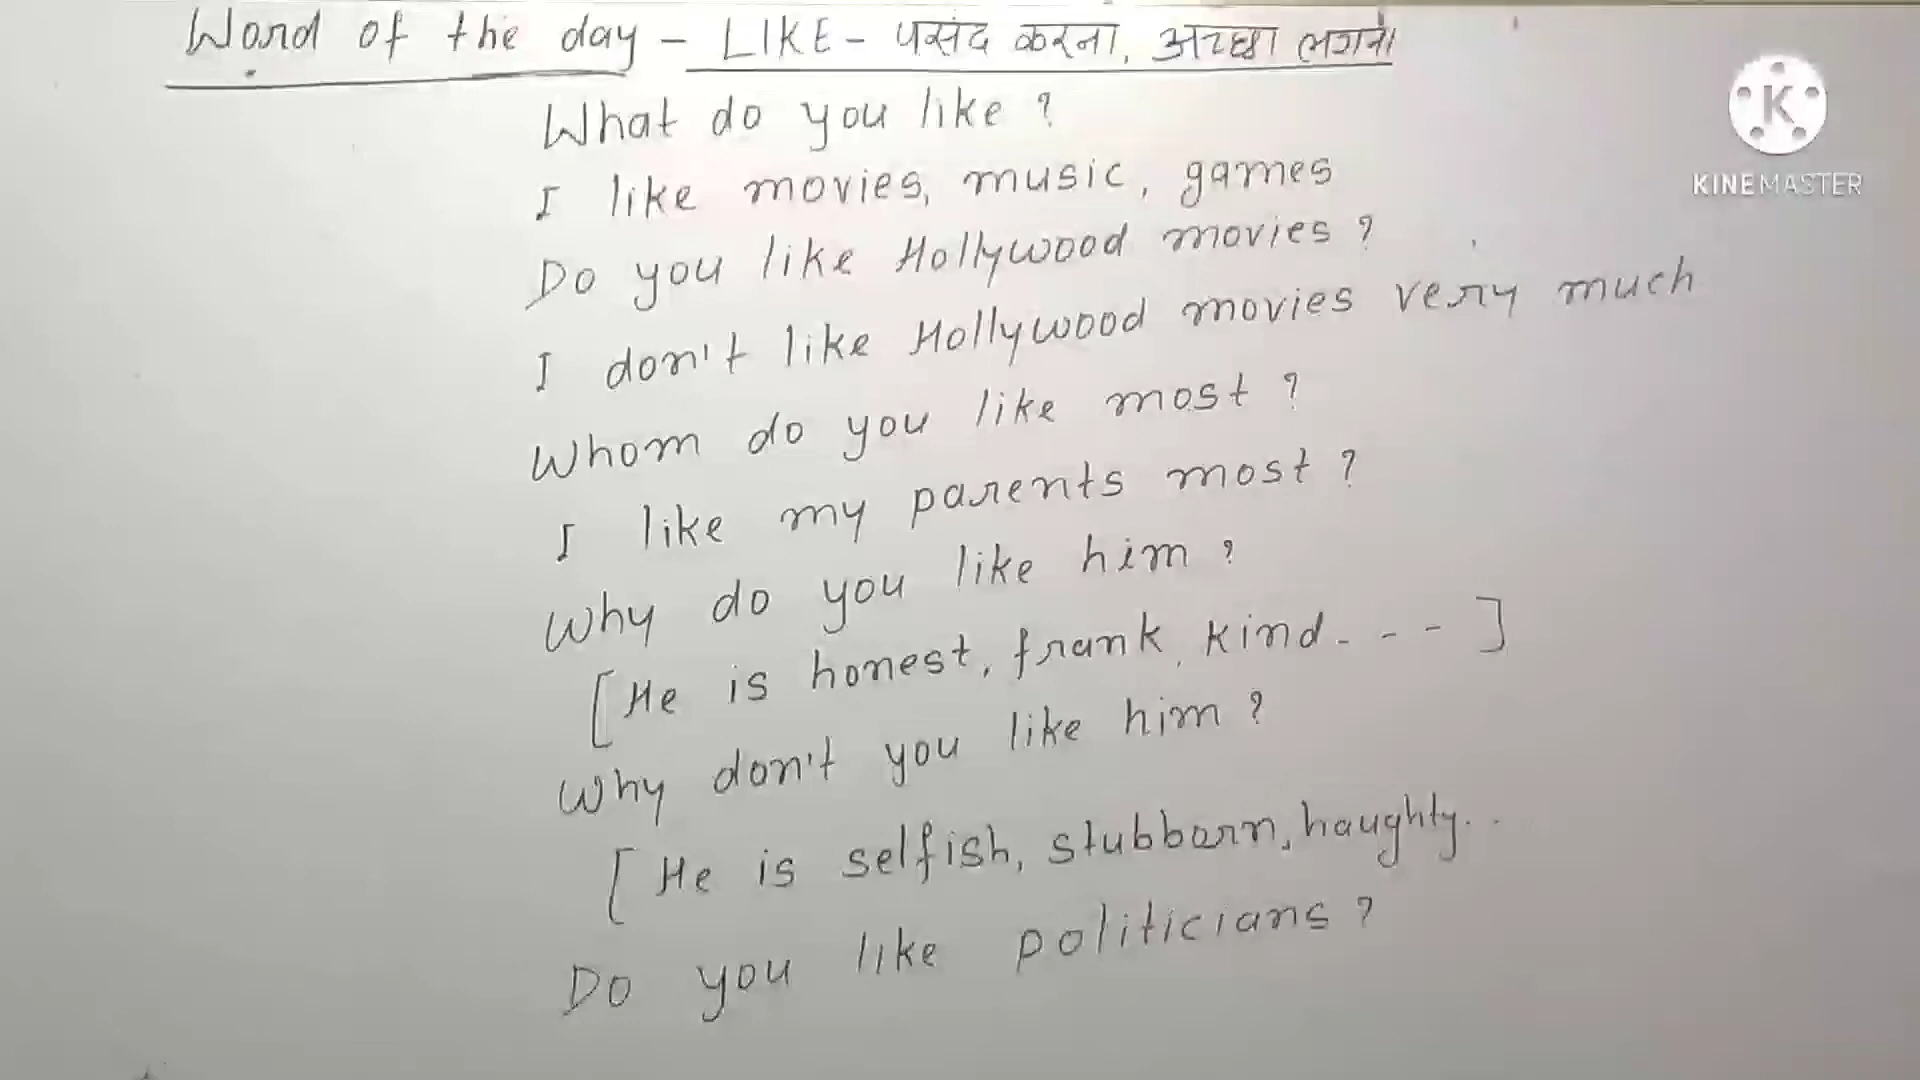 Word of the day - LIKE - पसंद करना, अच्छा लगना
What do you like ?
I like movies, music, games
Do you like Hollywood movies ?
I don't like Hollywood movies very much
Whom do you like most ?
I like my parents most ?
Why do you like him ?
[He is honest, frank, kind. - - - ]
Why don't you like him ?
[He is selfish, stubborn, haughty. . .
Do you like politicians ?
K
KINEMASTER